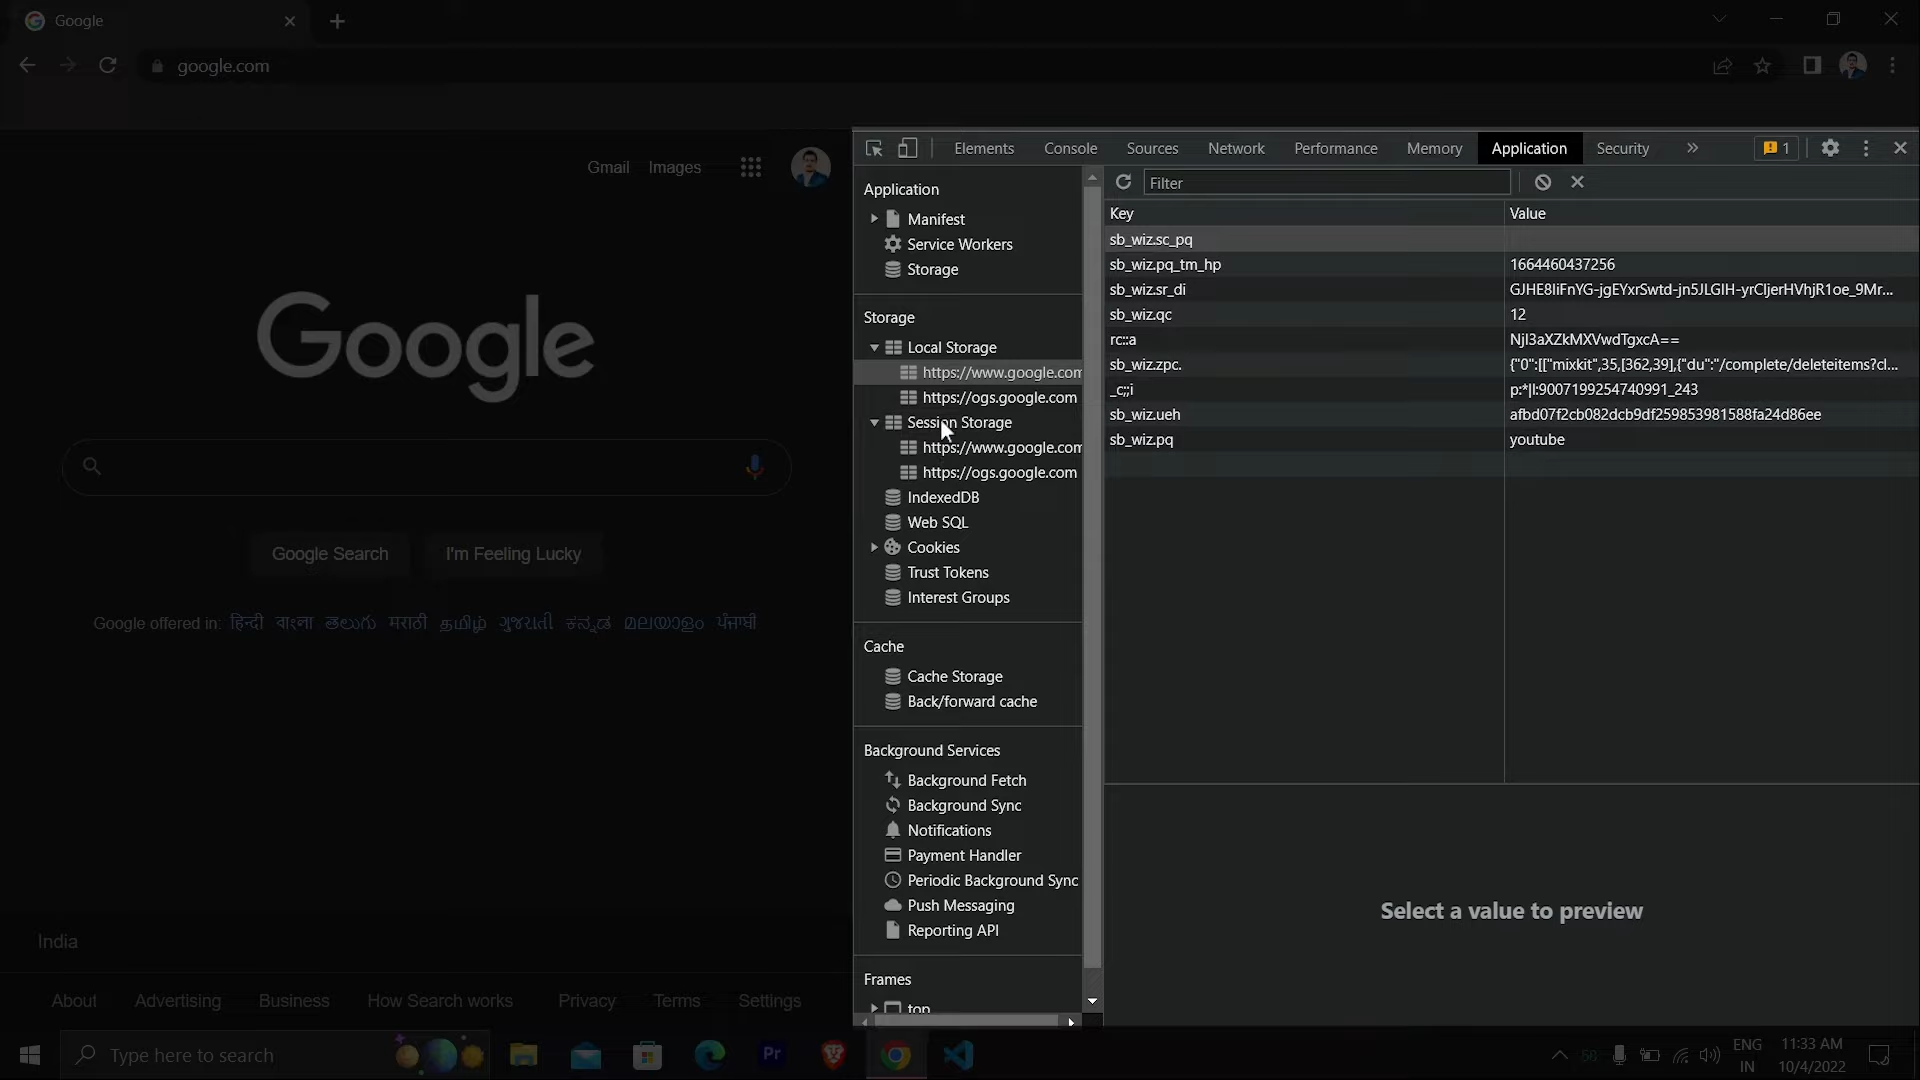 Google
google.com
Gmail Images
Google
Google Search I'm Feeling Lucky
Google offered in: हिन्दी বাংলা తెలుగు मराठी தமிழ் ગુજરાતી ಕನ್ನಡ മലയാളം ਪੰਜਾਬੀ
India
About Advertising Business How Search works Privacy Terms Settings
Elements Console Sources Network Performance Memory Application Security » 1
Application
Manifest
Service Workers
Storage
Storage
Local Storage
https://www.google.com
https://ogs.google.com
Session Storage
https://www.google.com
https://ogs.google.com
IndexedDB
Web SQL
Cookies
Trust Tokens
Interest Groups
Cache
Cache Storage
Back/forward cache
Background Services
Background Fetch
Background Sync
Notifications
Payment Handler
Periodic Background Sync
Push Messaging
Reporting API
Frames
top
Filter
Key Value
sb_wiz.sc_pq
sb_wiz.pq_tm_hp 1664460437256
sb_wiz.sr_di
sb_wiz.qc 12
rc::a
sb_wiz.zpc. {"0":[["mixkit",35,[362,39],{"du":"/complete/deleteitems?cl...
_c;;i p:*|l:9007199254740991_243
sb_wiz.ueh afbd07f2cb082dcb9df259853981588fa24d86ee
sb_wiz.pq youtube
Select a value to preview
Type here to search Pr ENG 11:33 AM
IN 10/4/2022